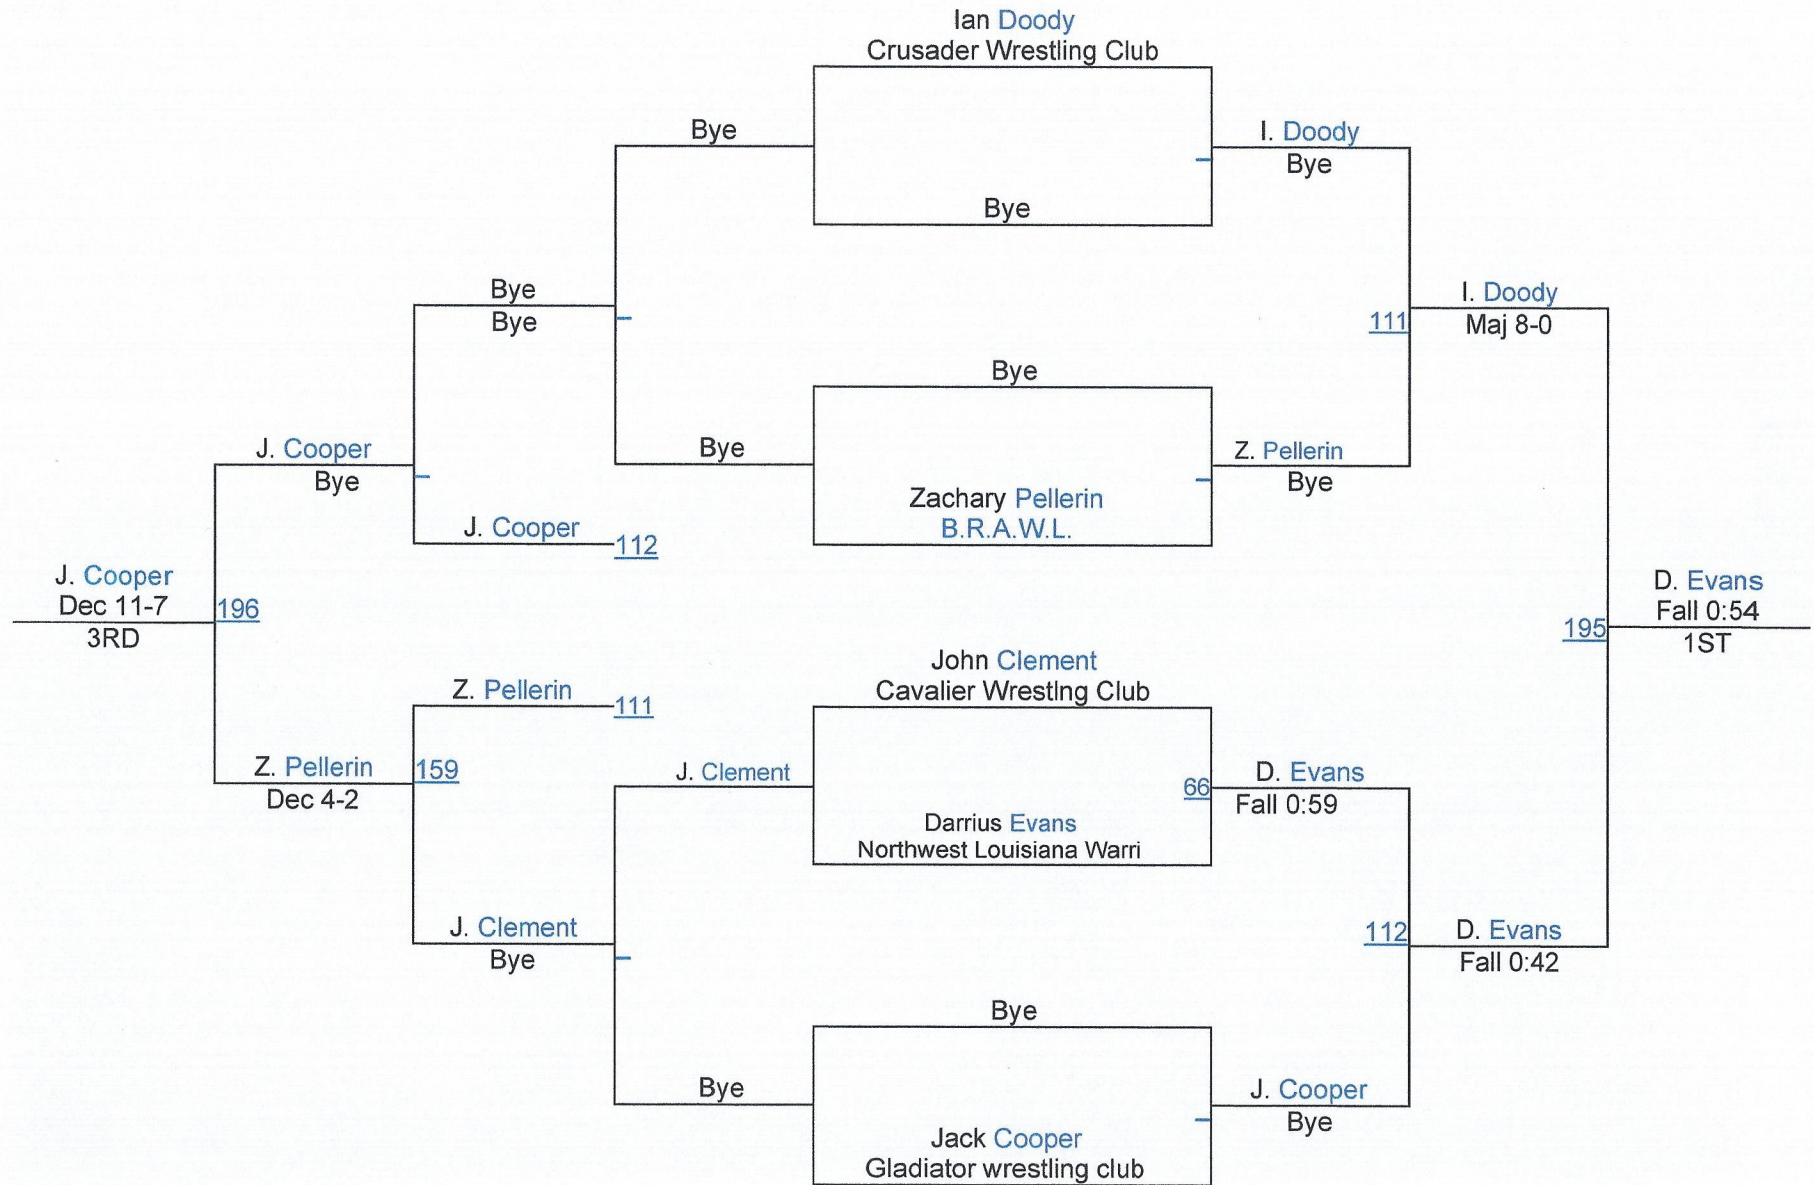 Ian Doody
Crusader Wrestling Club
Bye
I. Doody
Bye
Bye
Bye
Bye
I. Doody
Maj 8-0
111
Bye
J. Cooper
Bye
Bye
Z. Pellerin
Bye
Zachary Pellerin
B.R.A.W.L.
J. Cooper
112
J. Cooper
Dec 11-7
3RD
196
D. Evans
Fall 0:54
1ST
195
John Clement
Cavalier Wrestlng Club
Z. Pellerin
111
Z. Pellerin
Dec 4-2
159
J. Clement
66
D. Evans
Fall 0:59
Darrius Evans
Northwest Louisiana Warri
J. Clement
Bye
112
D. Evans
Fall 0:42
Bye
Bye
J. Cooper
Bye
Jack Cooper
Gladiator wrestling club